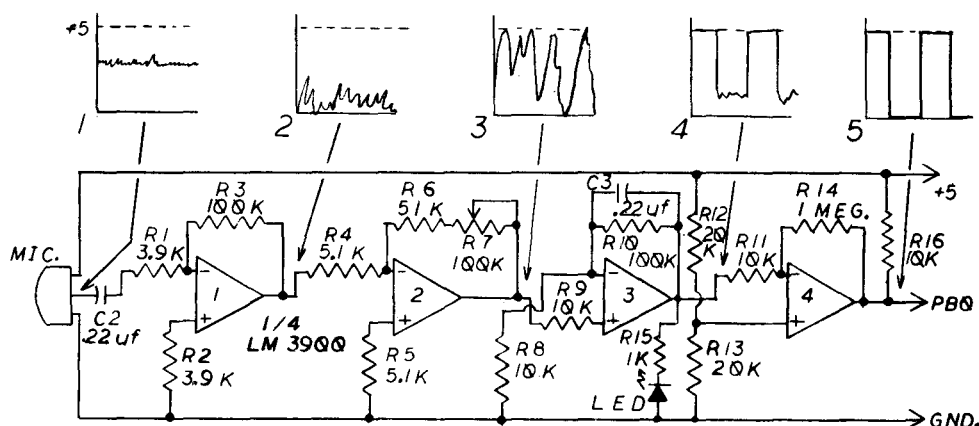 +5
1
2
3
4
5
MIC.
C2
.22uf
R1
3.9K
R2
3.9K
R3
100K
1
1/4
LM 3900
R4
5.1K
R5
5.1K
R6
51K
R7
100K
2
R8
10K
R9
10K
C3
.22uf
R10
100K
3
R15
1K
LED
R12
20
K
R13
20K
R11
10K
R14
1 MEG.
4
R16
10K
+5
PB0
GND.